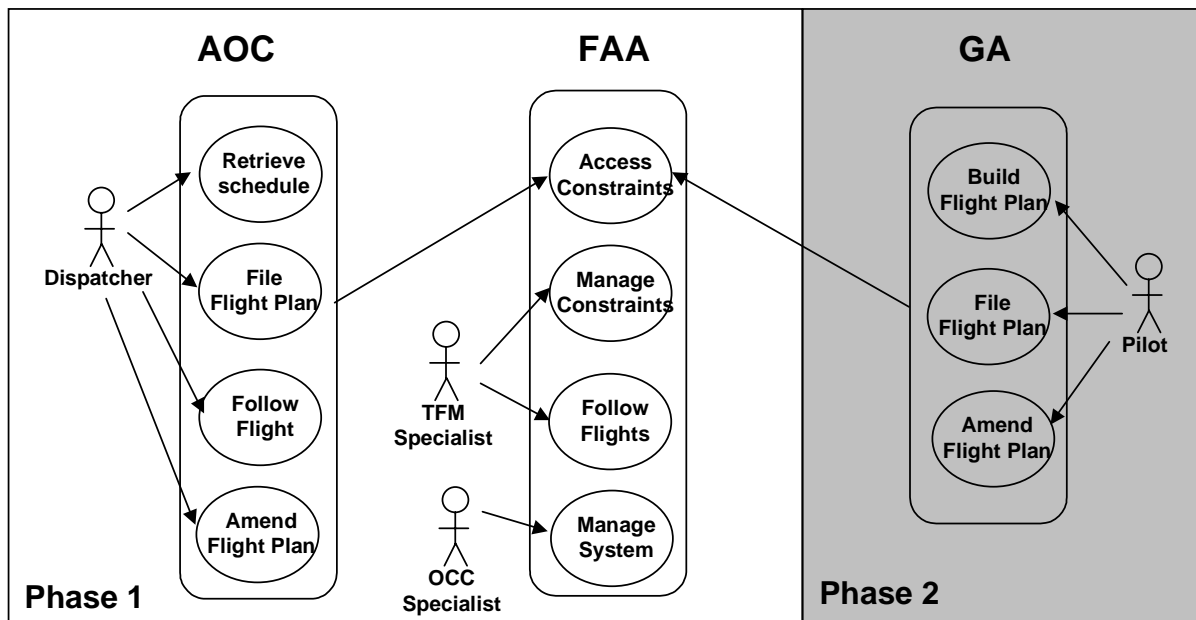 AOC
FAA
GA
Retrieve
schedule
File
Flight Plan
Follow
Flight
Amend
Flight Plan
Dispatcher
Access
Constraints
Manage
Constraints
Follow
Flights
Manage
System
TFM
Specialist
OCC
Specialist
Build
Flight Plan
File
Flight Plan
Amend
Flight Plan
Pilot
Phase 1
Phase 2